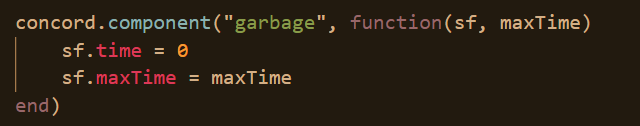 concord.component("garbage", function(sf, maxTime)
    sf.time = 0
    sf.maxTime = maxTime
end)